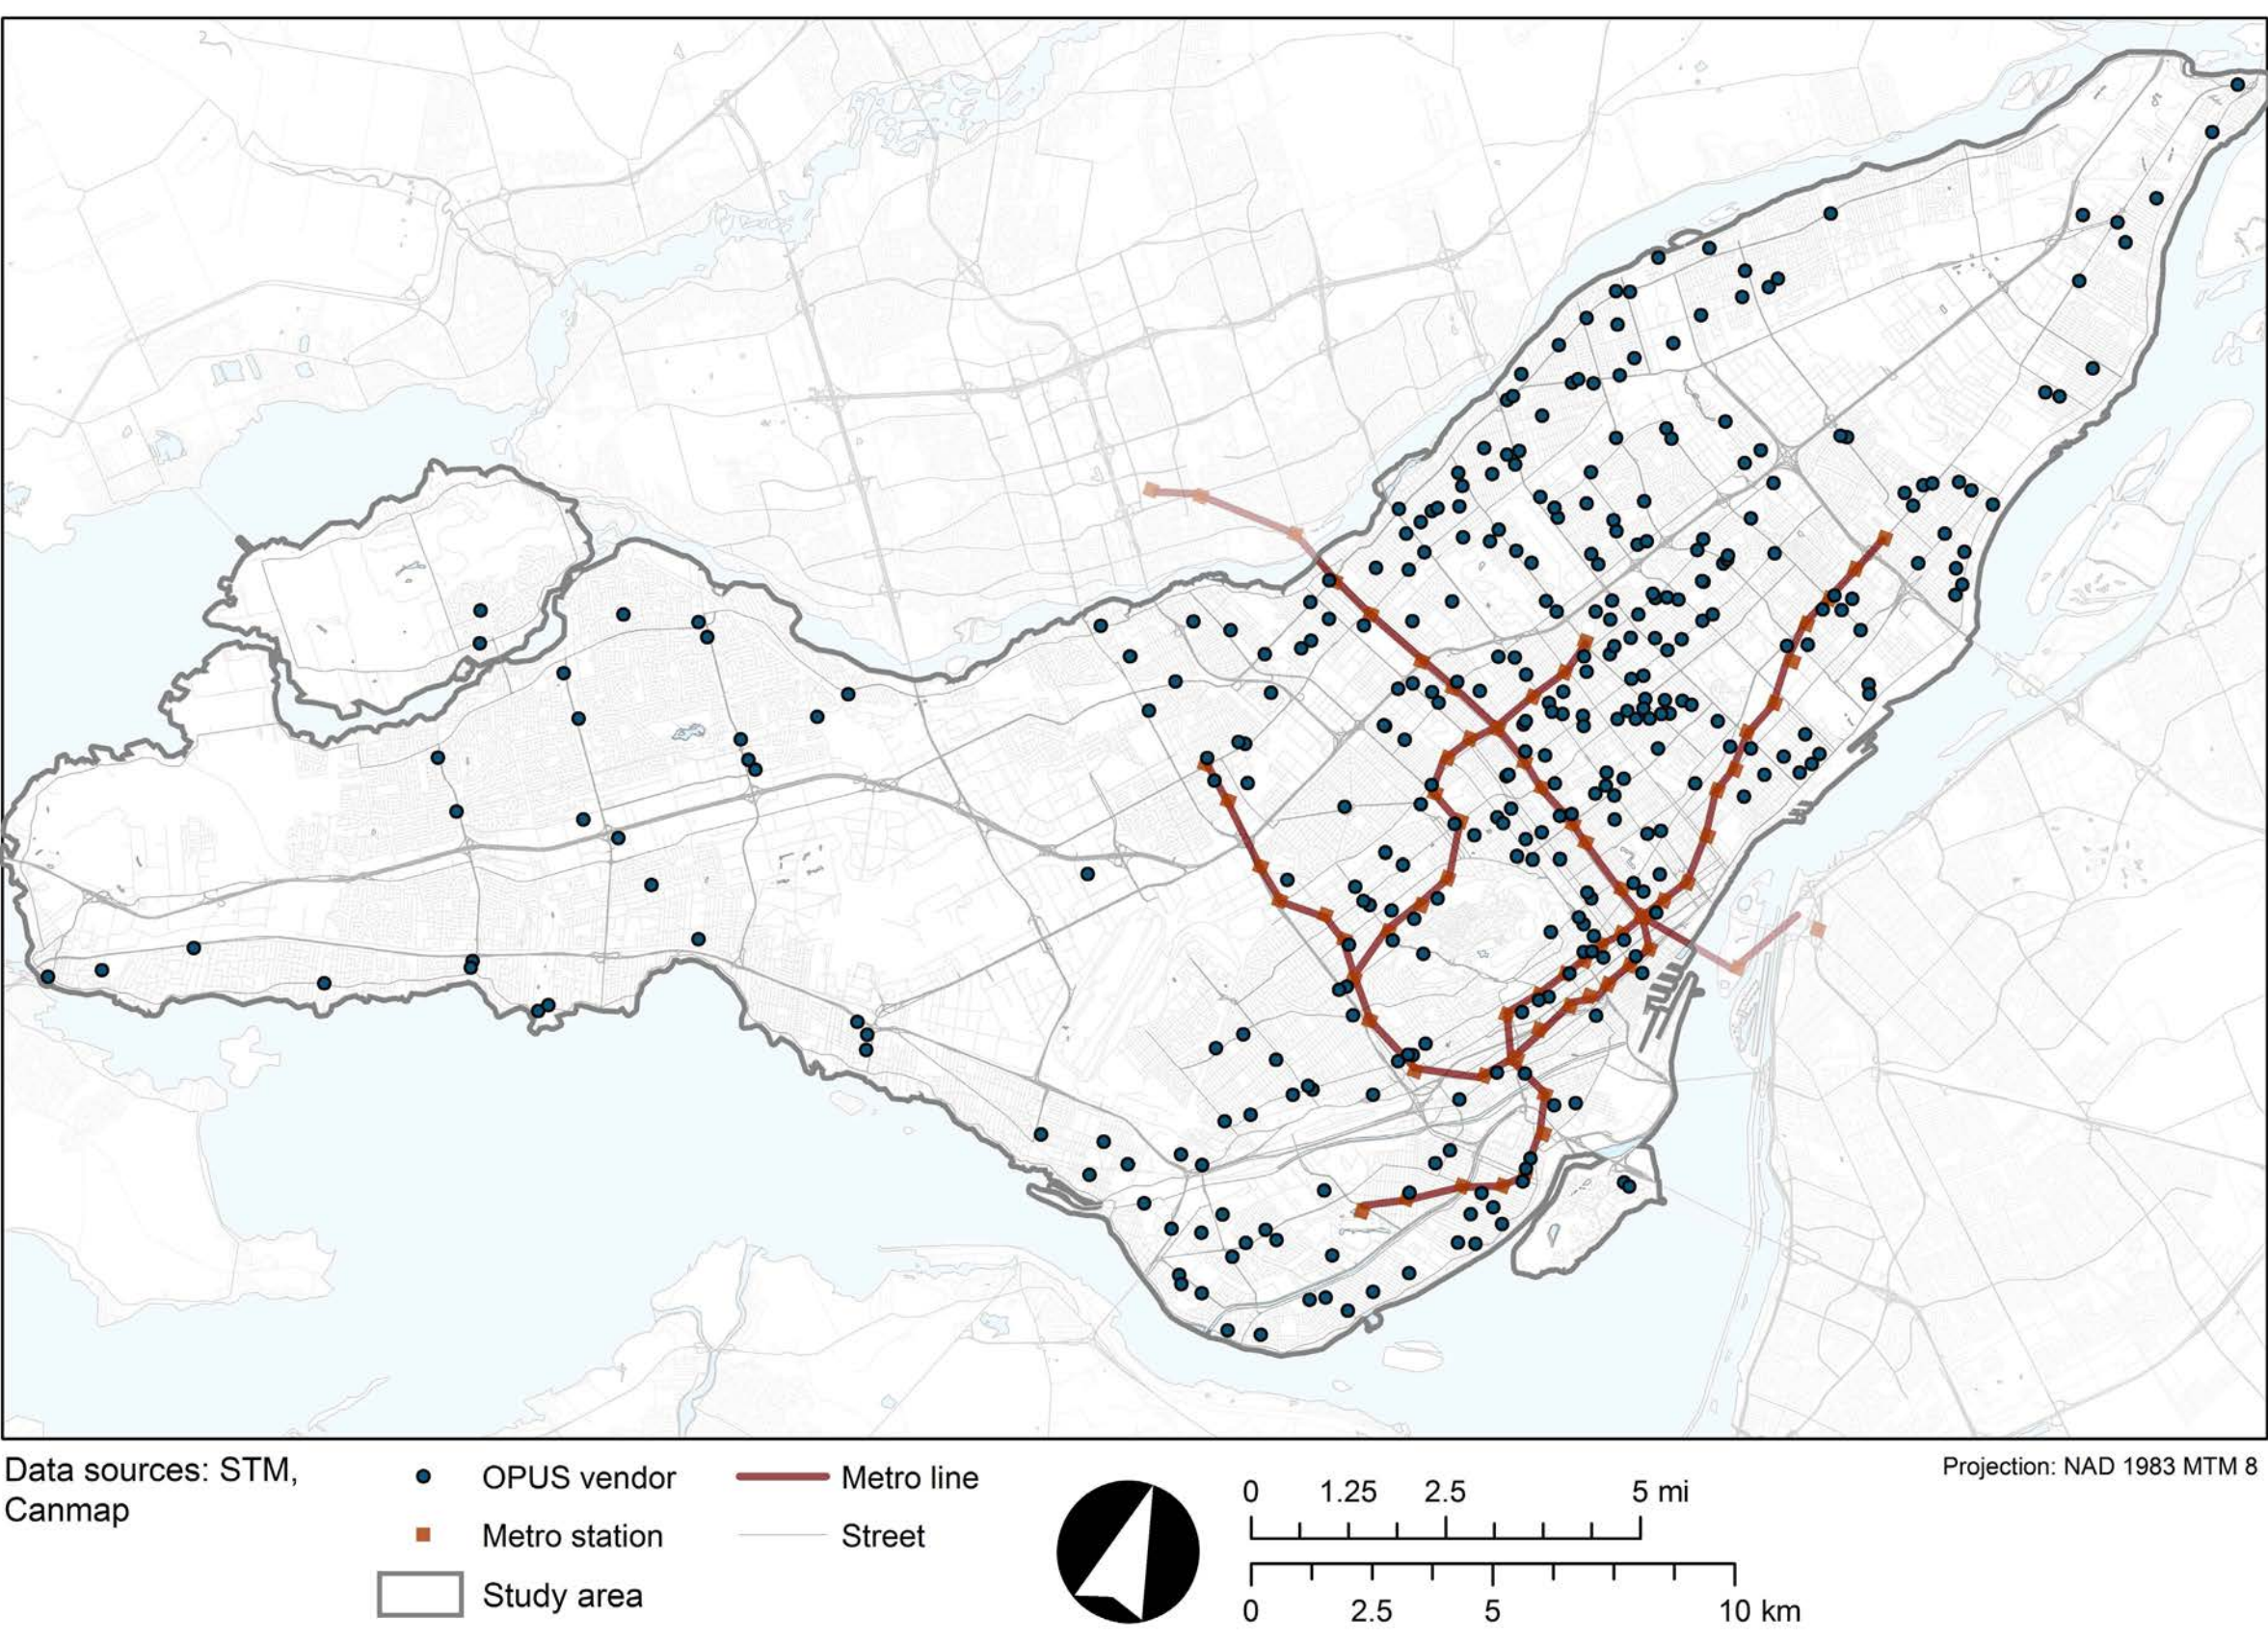 Data sources: STM,
Canmap
OPUS vendor
Metro station
Study area
Metro line
Street
0 1.25 2.5 5 mi
0 2.5 5 10 km
Projection: NAD 1983 MTM 8